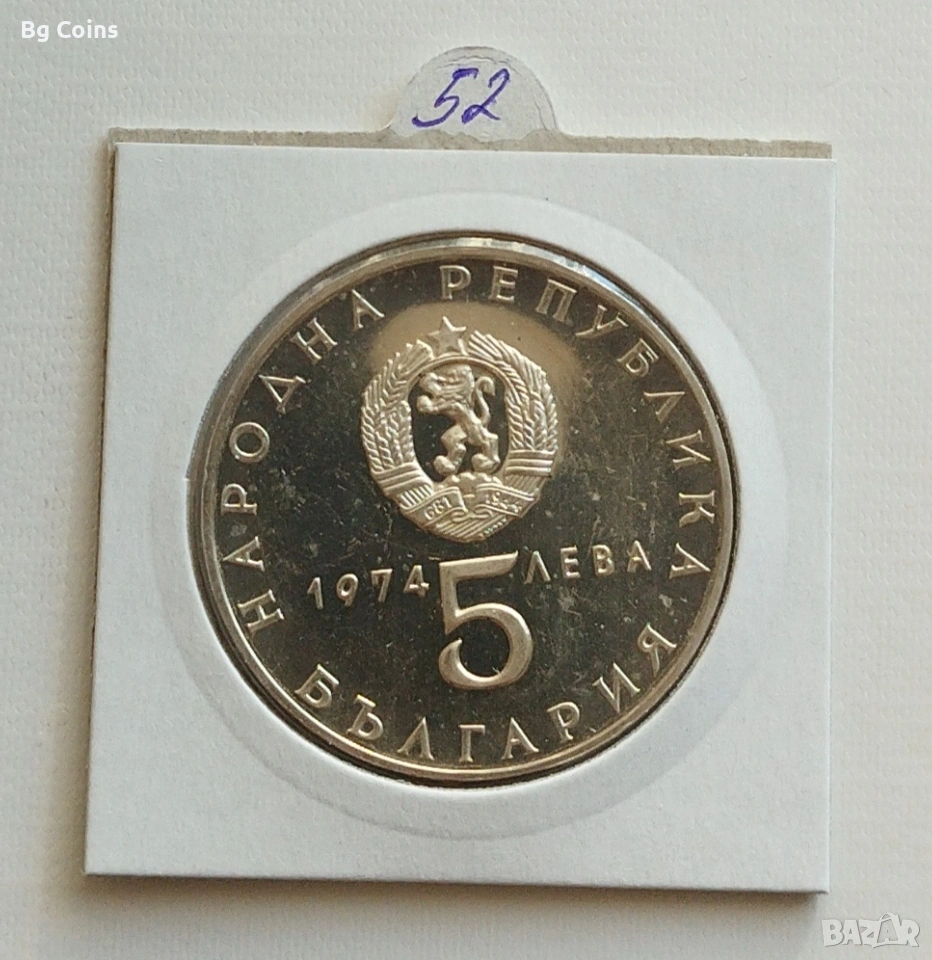 Bg Coins
52
НАРОДНА РЕПУБЛИКА БЪЛГАРИЯ
681 1944
1974 5 ЛЕВА
BAZAR